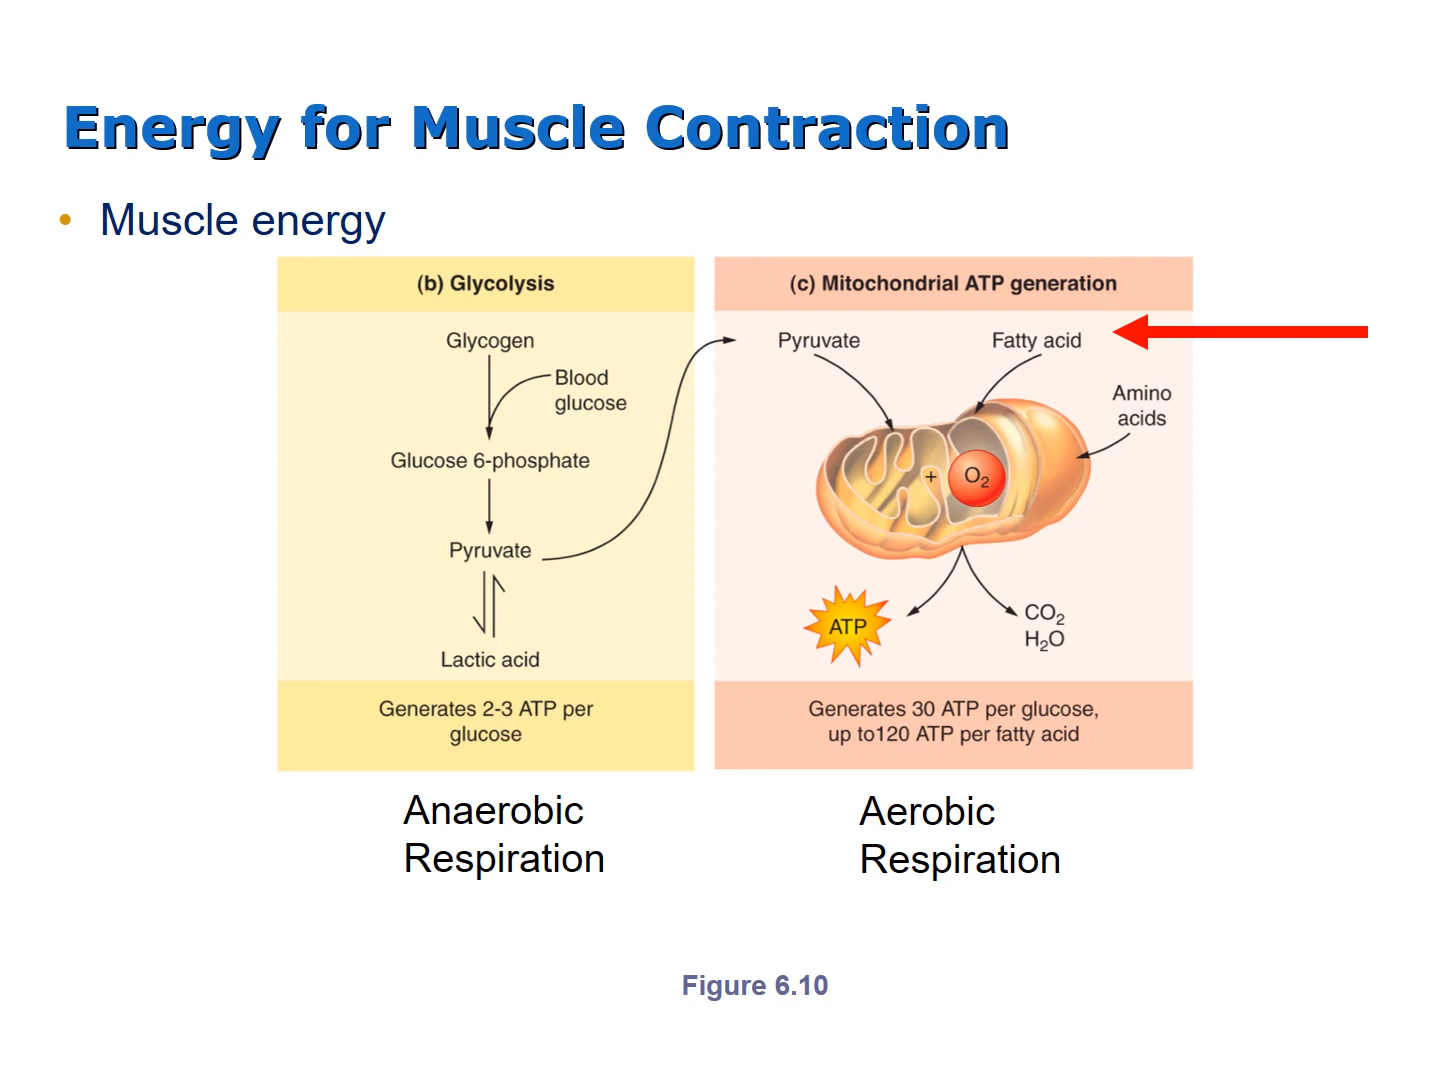 Energy for Muscle Contraction
• Muscle energy
(b) Glycolysis
Glycogen
Blood
glucose
Glucose 6-phosphate
Pyruvate
Lactic acid
Generates 2-3 ATP per
glucose
Anaerobic
Respiration
(c) Mitochondrial ATP generation
Pyruvate
Fatty acid
Amino
acids
+
O₂
ATP
CO₂
H₂O
Generates 30 ATP per glucose,
up to120 ATP per fatty acid
Aerobic
Respiration
Figure 6.10